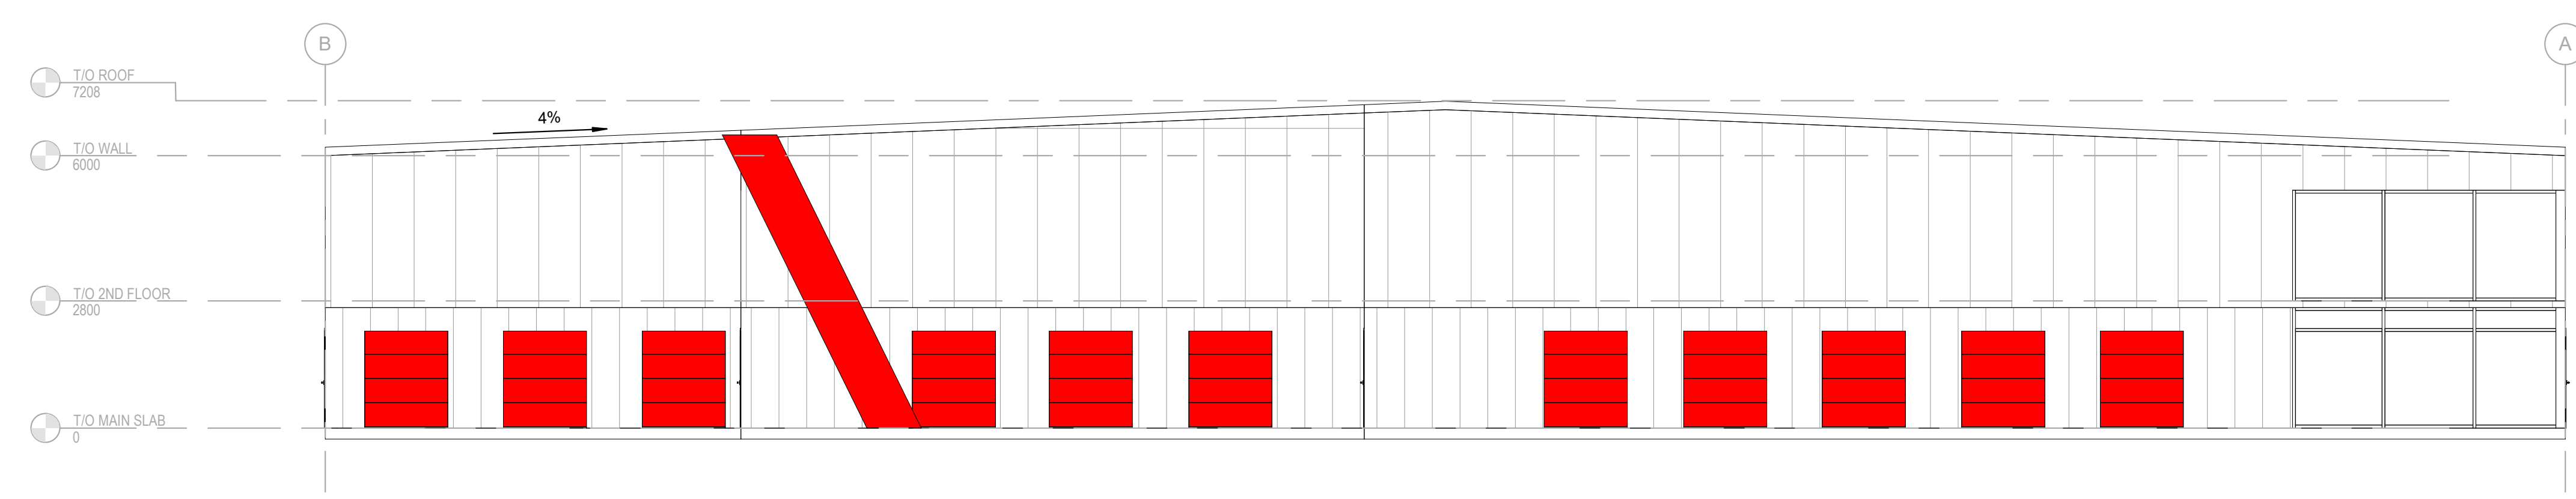 B
A
T/O ROOF
7208
4%
T/O WALL
6000
T/O 2ND FLOOR
2800
T/O MAIN SLAB
0